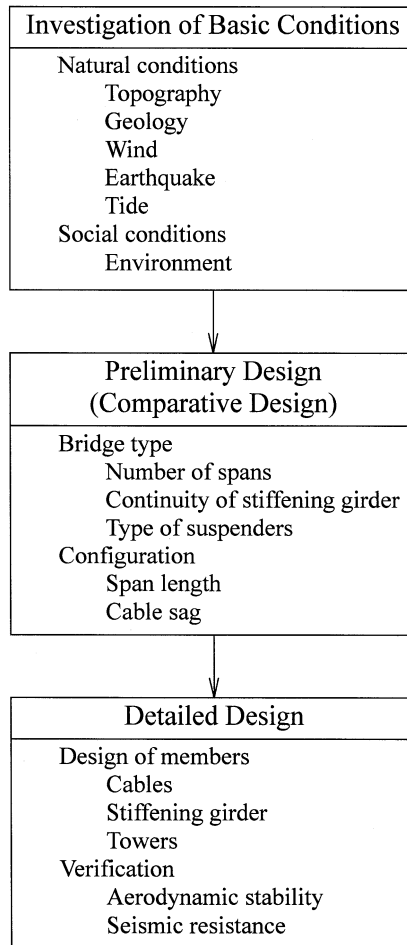 Investigation of Basic Conditions
Natural conditions
Topography
Geology
Wind
Earthquake
Tide
Social conditions
Environment
Preliminary Design
(Comparative Design)
Bridge type
Number of spans
Continuity of stiffening girder
Type of suspenders
Configuration
Span length
Cable sag
Detailed Design
Design of members
Cables
Stiffening girder
Towers
Verification
Aerodynamic stability
Seismic resistance